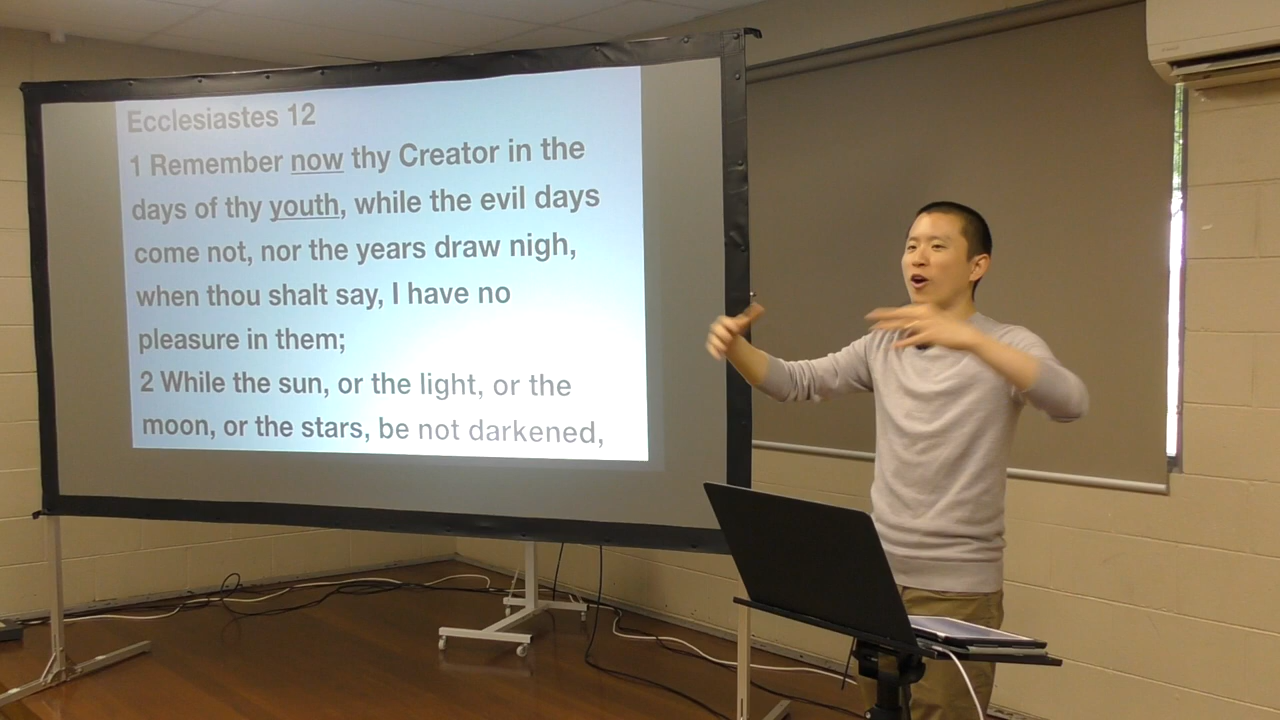 Ecclesiastes 12
1 Remember now thy Creator in the
days of thy youth, while the evil days
come not, nor the years draw nigh,
when thou shalt say, I have no
pleasure in them;
2 While the sun, or the light, or the
moon, or the stars, be not darkened,